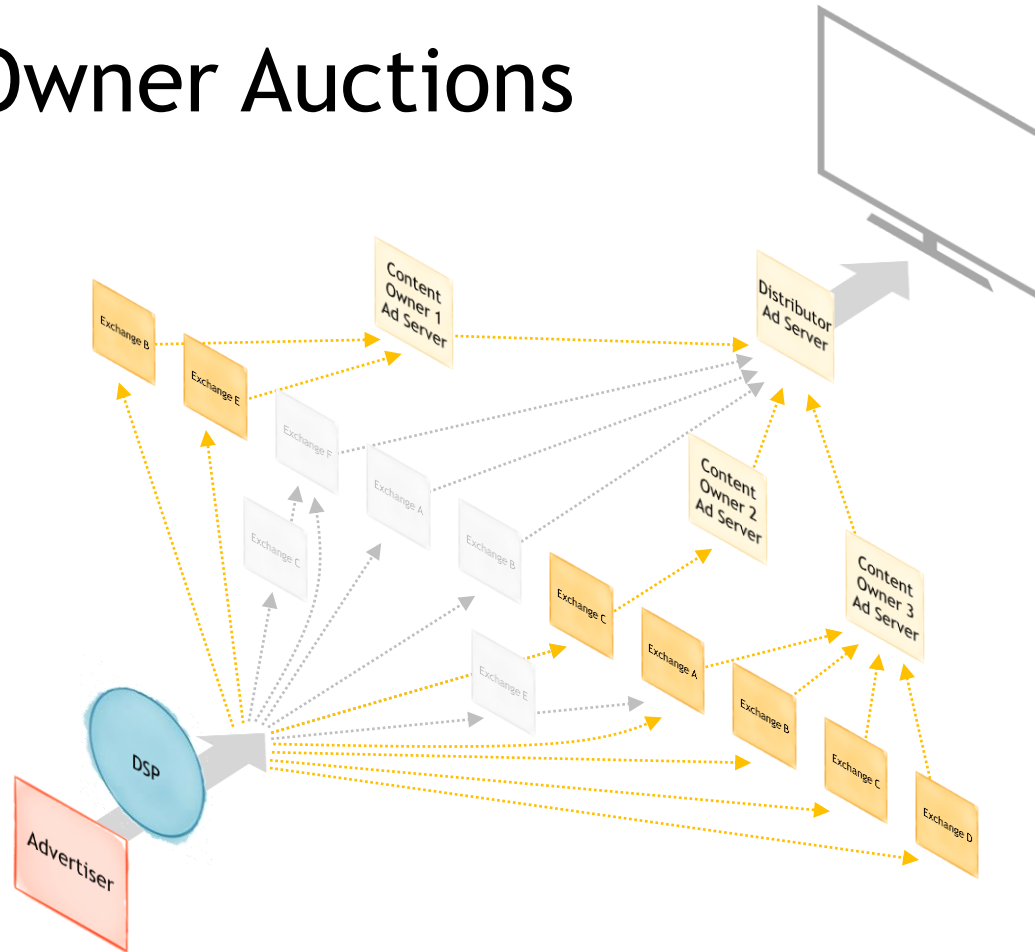 Owner Auctions
Content
Owner 1
Ad Server
Distributor
Ad Server
Exchange B
Exchange E
Exchange F
Exchange A
Exchange B
Exchange C
Content
Owner 2
Ad Server
Exchange C
Content
Owner 3
Ad Server
Exchange A
Exchange E
Exchange B
Exchange C
Exchange D
DSP
Advertiser